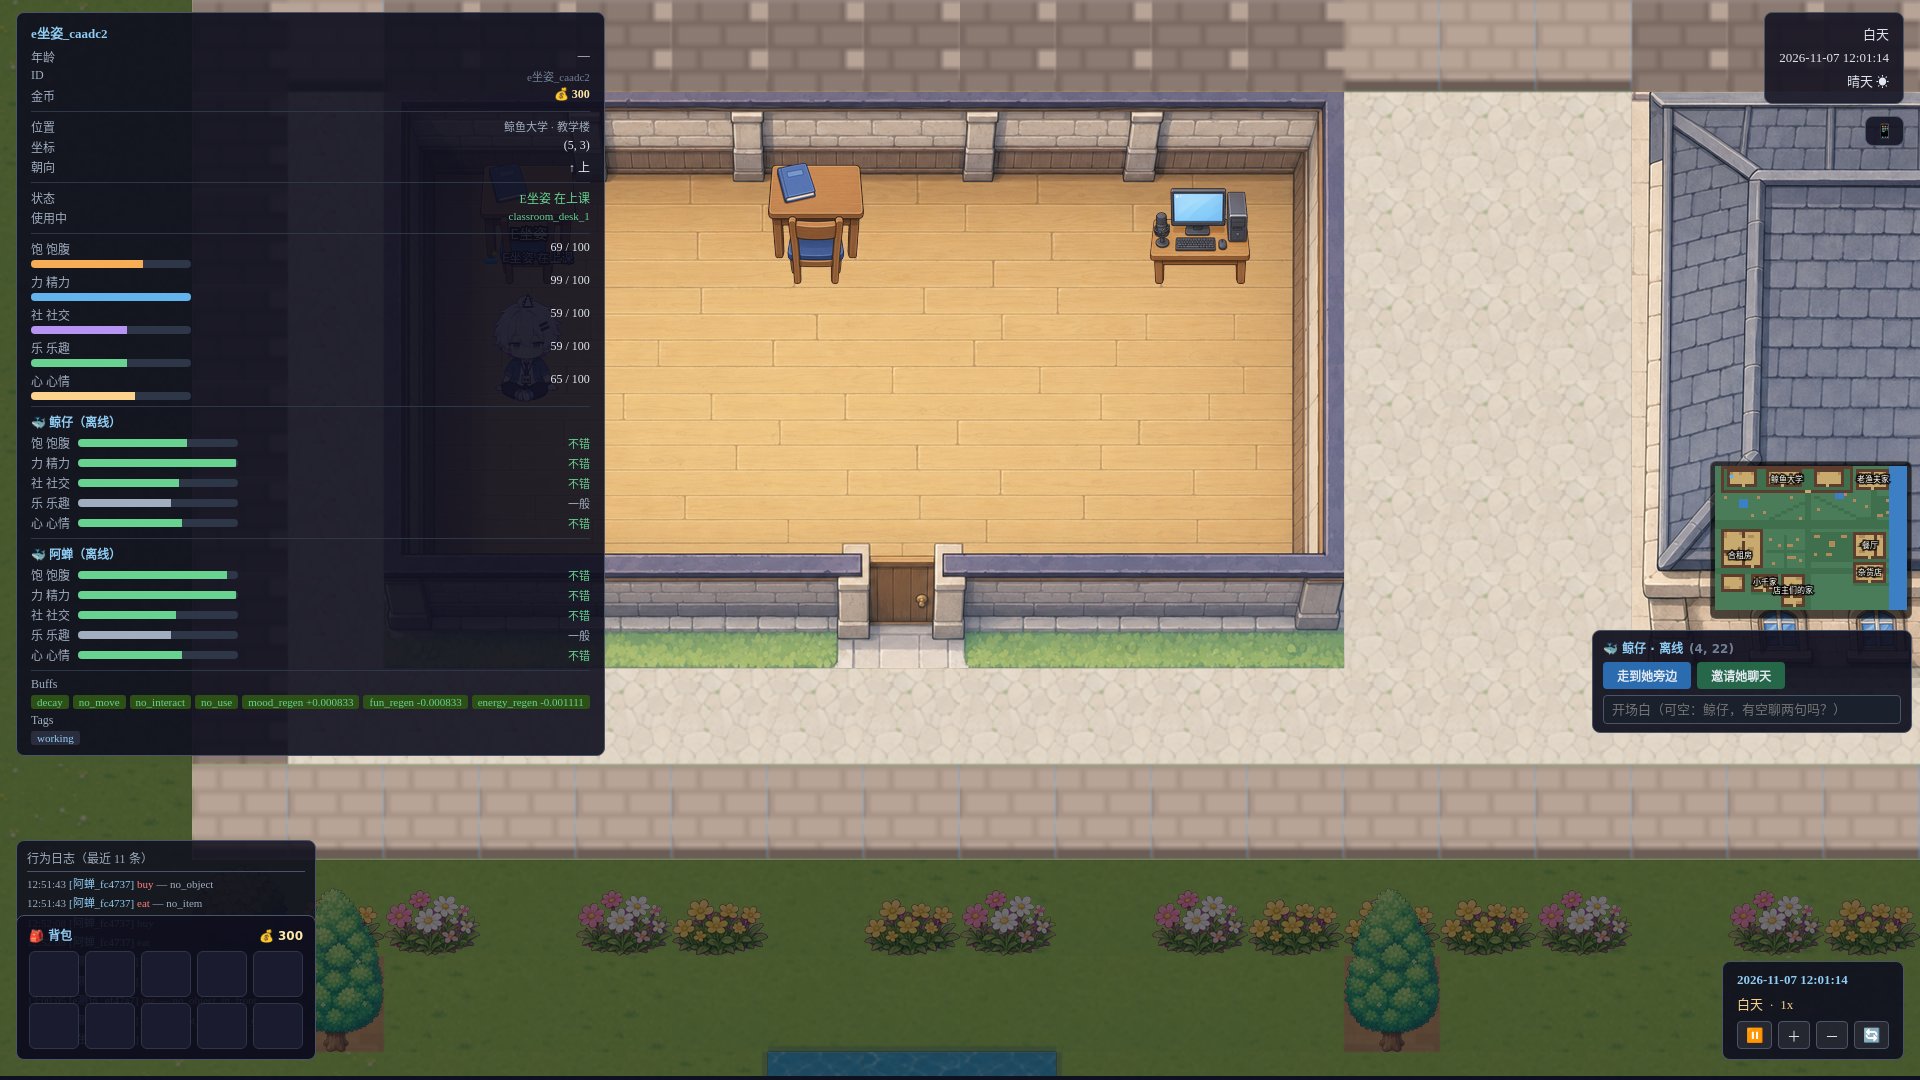 e坐姿_caadc2
年龄 —
ID e坐姿_caadc2
金币 300
位置 鲸鱼大学 · 教学楼
坐标 (5, 3)
朝向 ↑ 上
状态 E坐姿 在上课
使用中 classroom_desk_1
饱 饱腹 69 / 100
力 精力 99 / 100
社 社交 59 / 100
乐 乐趣 59 / 100
心 心情 65 / 100
E坐姿
E坐姿 在上课
鲸仔（离线）
饱 饱腹 不错
力 精力 不错
社 社交 不错
乐 乐趣 一般
心 心情 不错
阿蝉（离线）
饱 饱腹 不错
力 精力 不错
社 社交 不错
乐 乐趣 一般
心 心情 不错
Buffs
decay no_move no_interact no_use mood_regen +0.000833 fun_regen -0.000833 energy_regen -0.001111
Tags
working
行为日志（最近 11 条）
12:51:43 [阿蝉_fc4737] buy — no_object
12:51:43 [阿蝉_fc4737] eat — no_item
背包 300
白天
2026-11-07 12:01:14
晴天
鲸鱼大学
老渔夫家
合租房
餐厅
杂货店
小千家
店主们的家
鲸仔 · 离线 (4, 22)
走到她旁边 邀请她聊天
开场白（可空：鲸仔，有空聊两句吗？）
2026-11-07 12:01:14
白天 · 1x